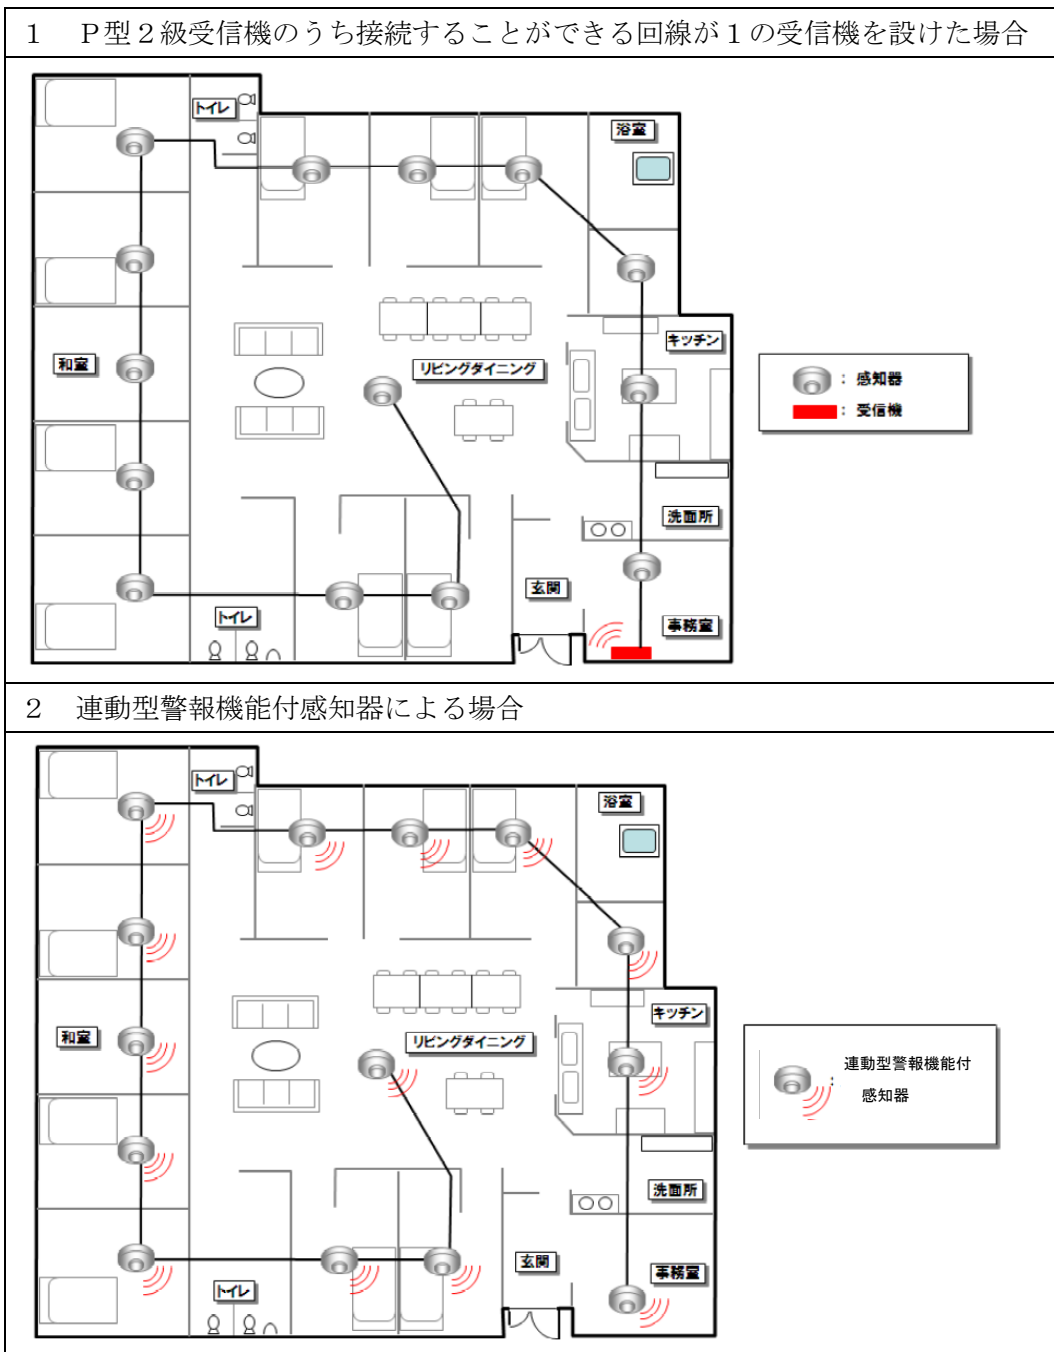 １　Ｐ型２級受信機のうち接続することができる回線が１の受信機を設けた場合
トイレ
浴室
キッチン
和室
リビングダイニング
：感知器
：受信機
洗面所
玄関
トイレ
事務室
２　連動型警報機能付感知器による場合
トイレ
浴室
キッチン
和室
リビングダイニング
：連動型警報機能付
感知器
洗面所
玄関
事務室
トイレ